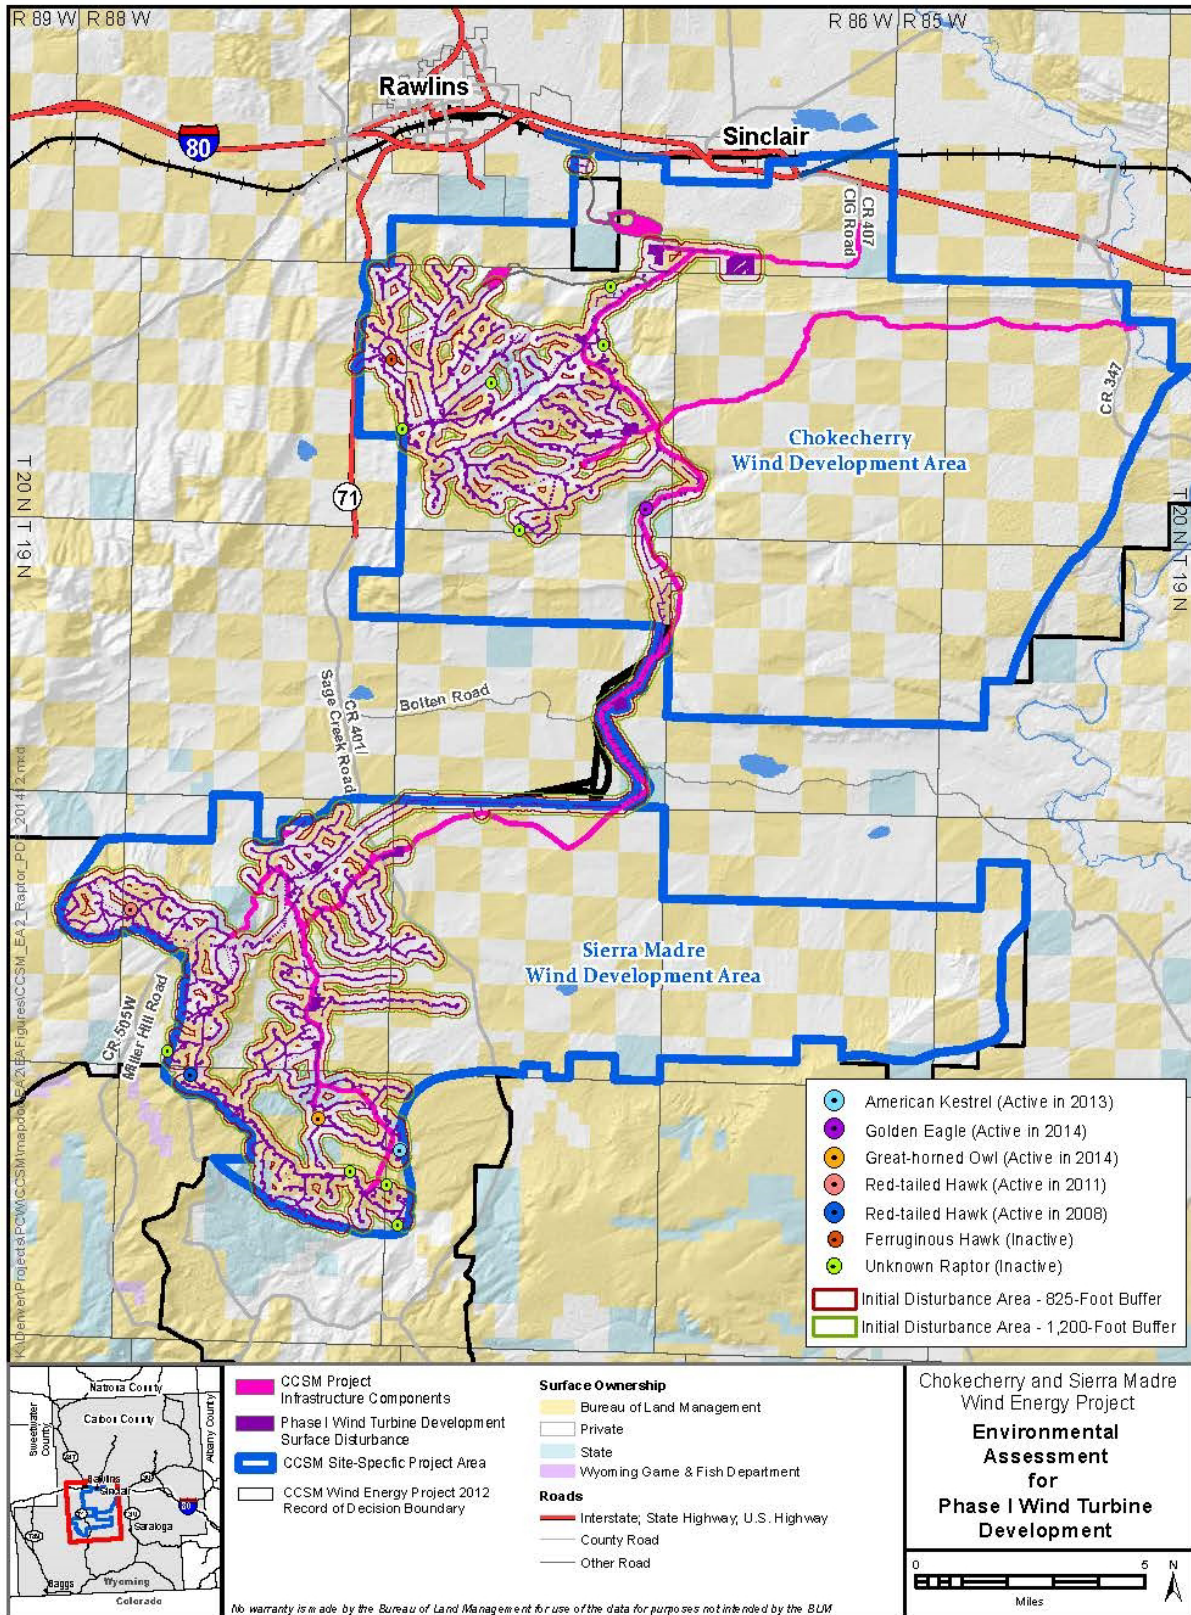 R 89 W R 88 W
R 86 W R 85 W
Rawlins
80
Sinclair
CR 407
CIG Road
CR 347
Chokecherry
Wind Development Area
T 20 N T 19 N
71
T 20 N T 19 N
CR 401/
Sage Creek Road
Bolten Road
Sierra Madre
Wind Development Area
CR 505W
Miller Hill Road
American Kestrel (Active in 2013)
Golden Eagle (Active in 2014)
Great-horned Owl (Active in 2014)
Red-tailed Hawk (Active in 2011)
Red-tailed Hawk (Active in 2008)
Ferruginous Hawk (Inactive)
Unknown Raptor (Inactive)
Initial Disturbance Area - 825-Foot Buffer
Initial Disturbance Area - 1,200-Foot Buffer
Natrona County
Sweetwater
County
Carbon County
Albany County
Rawlins
Sinclair
80
Saratoga
Baggs
Wyoming
Colorado
CCSM Project
Infrastructure Components
Phase I Wind Turbine Development
Surface Disturbance
CCSM Site-Specfic Project Area
CCSM Wind Energy Project 2012
Record of Decision Boundary
Surface Ownership
Bureau of Land Management
Private
State
Wyoming Game & Fish Department
Roads
Interstate; State Highway; U.S. Highway
County Road
Other Road
No warranty is made by the Bureau of Land Management for use of the data for purposes not intended by the BLM
Chokecherry and Sierra Madre
Wind Energy Project
Environmental
Assessment
for
Phase I Wind Turbine
Development
0 5
Miles
N